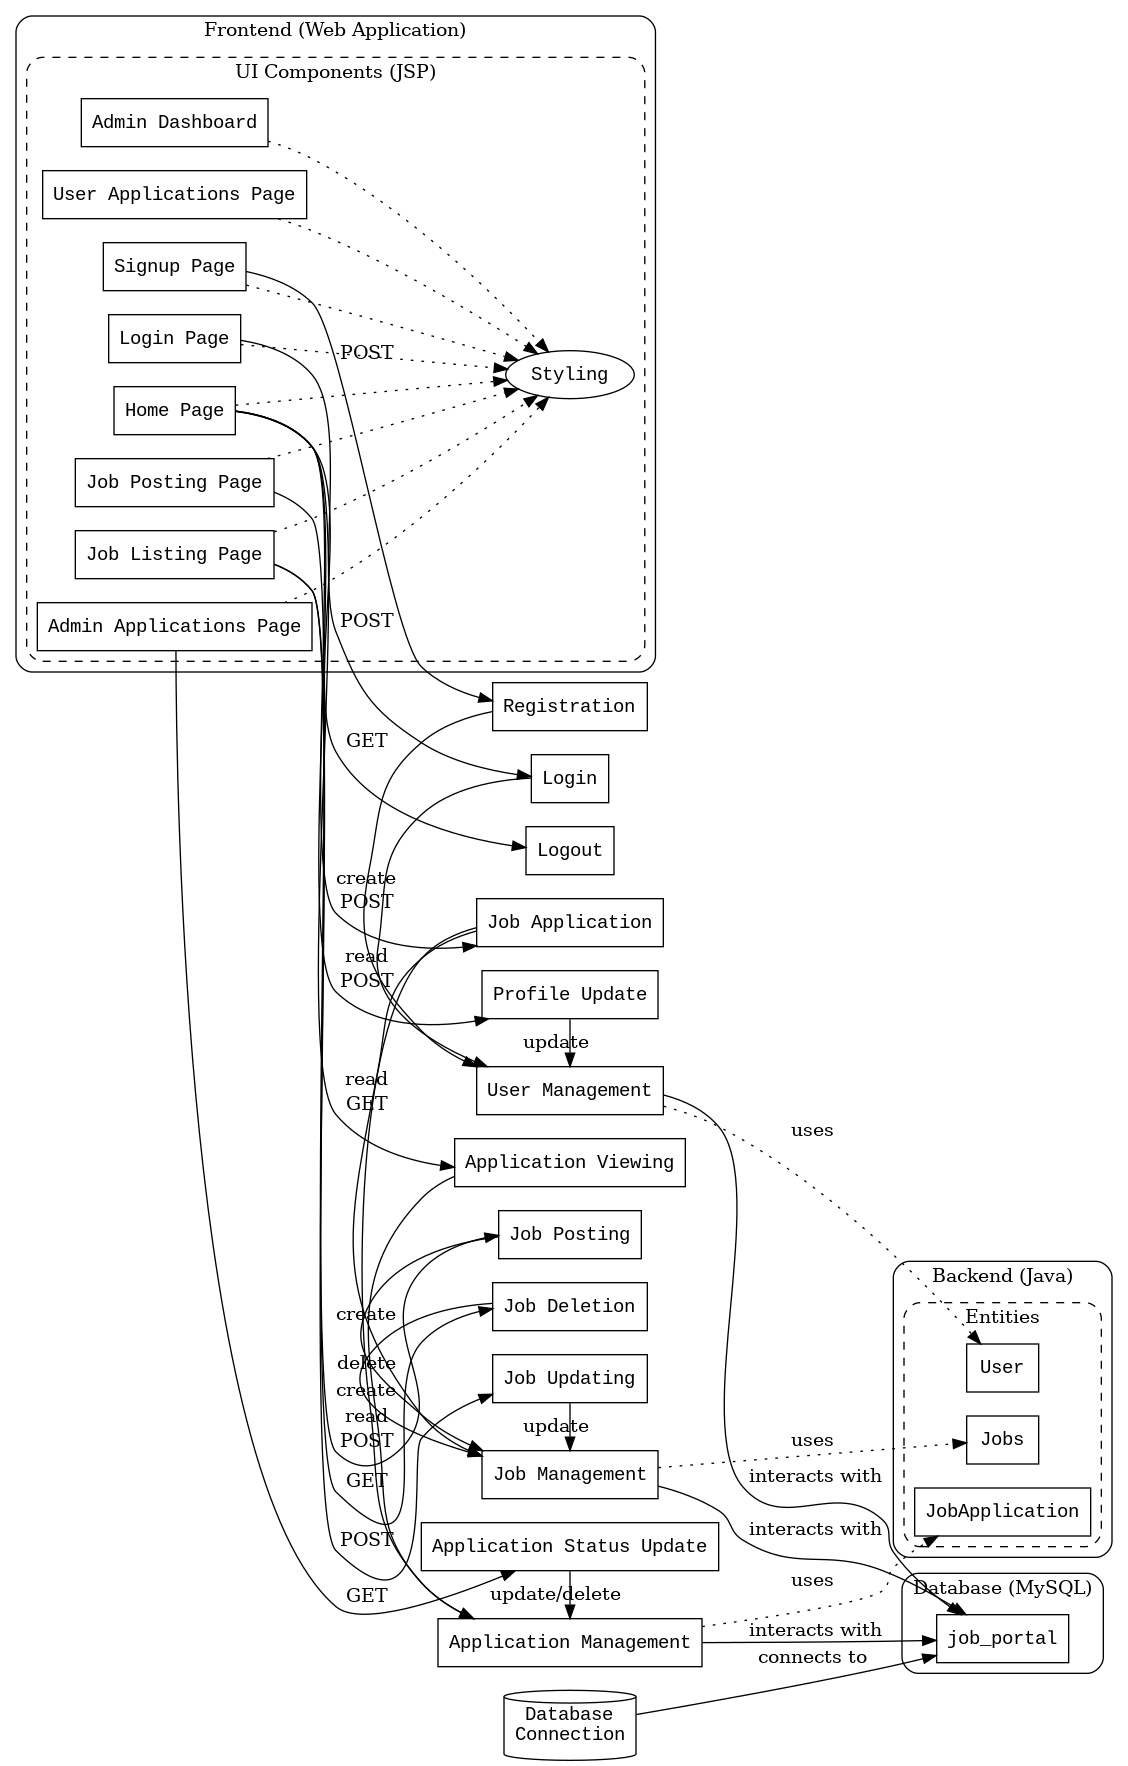 Frontend (Web Application)
UI Components (JSP)
Admin Dashboard
User Applications Page
Signup Page
Login Page
POST
Styling
Home Page
Job Posting Page
Job Listing Page
Admin Applications Page
POST
Registration
GET
Login
Logout
create
POST
Job Application
read
POST
Profile Update
update
read
GET
User Management
uses
Application Viewing
Job Posting
Backend (Java)
Job Deletion
create
Entities
delete
User
Job Updating
create
read
update
POST
uses
Jobs
GET
Job Management
interacts with
JobApplication
POST
Application Status Update
interacts with
GET
update/delete
uses
Database (MySQL)
Application Management
interacts with
job_portal
connects to
Database
Connection